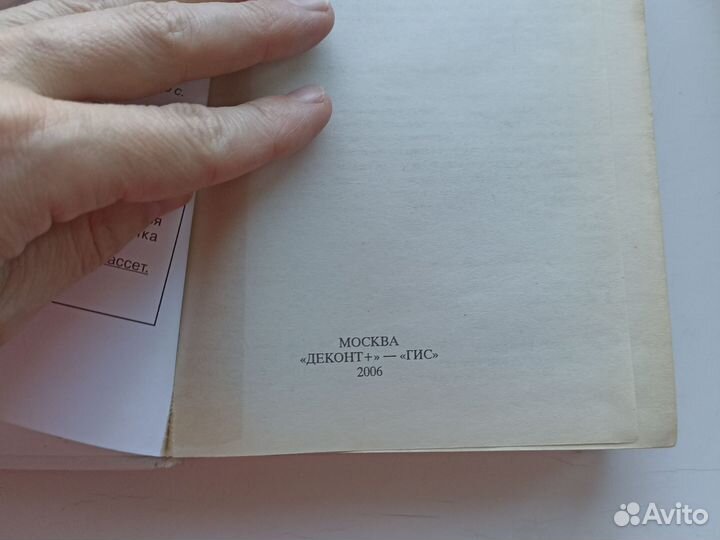 с.
ассет.
МОСКВА
«ДЕКОНТ+» — «ГИС»
2006
Avito